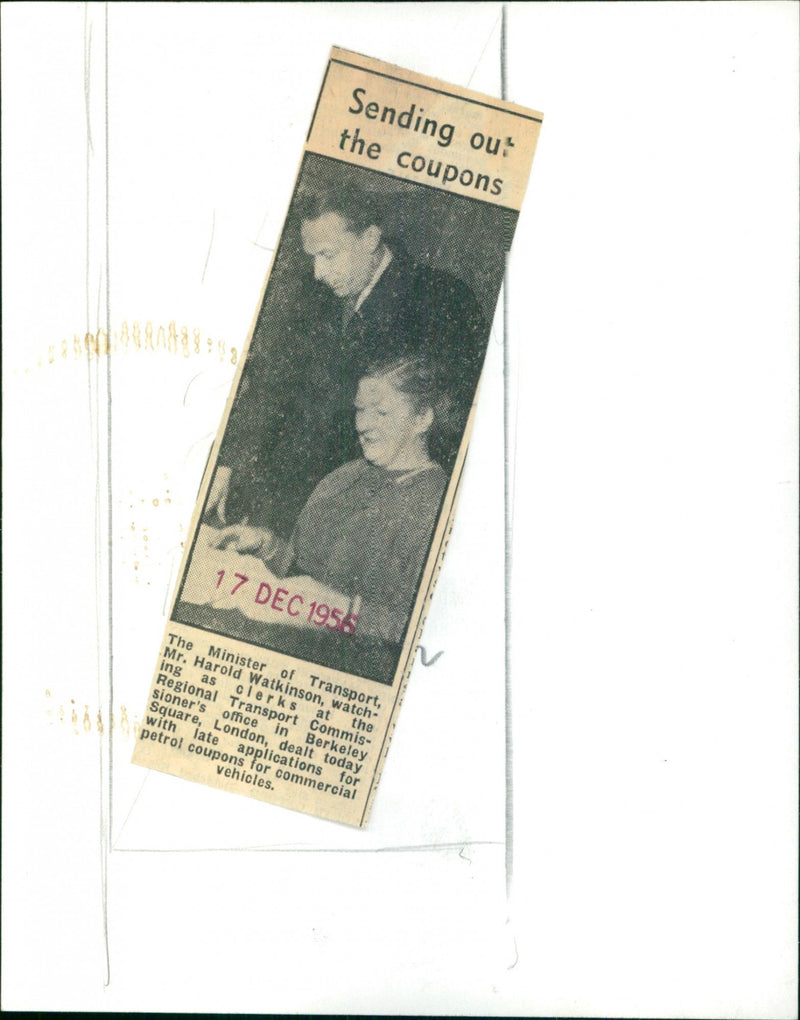 Sending out
the coupons
17 DEC 1956
The Minister of Transport,
Mr. Harold Watkinson, watch-
ing as clerks at the
Regional Transport Commis-
sioner's office in Berkeley
Square, London, dealt today
with late applications for
petrol coupons for commercial
vehicles.